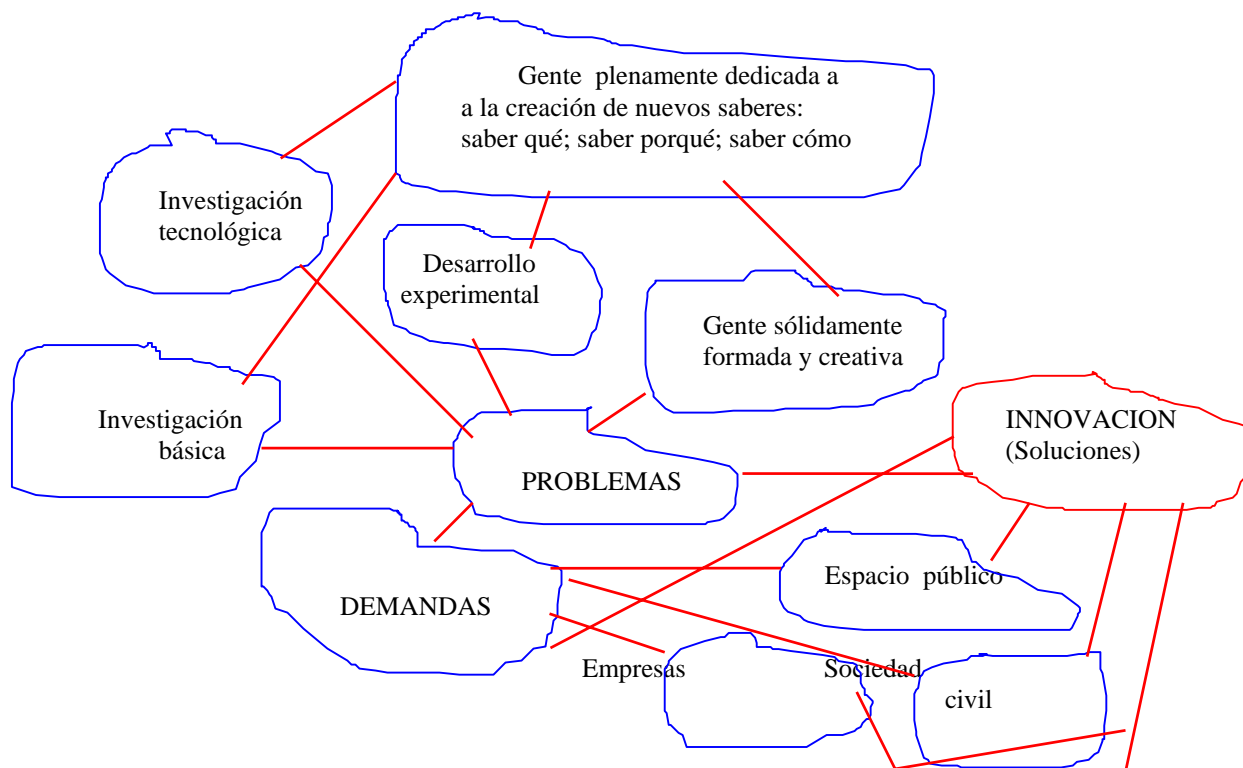 Gente plenamente dedicada a
a la creación de nuevos saberes:
saber qué; saber porqué; saber cómo
Investigación
tecnológica
Desarrollo
experimental
Gente sólidamente
formada y creativa
Investigación
básica
INNOVACION
(Soluciones)
PROBLEMAS
Espacio público
DEMANDAS
Empresas
Sociedad
civil